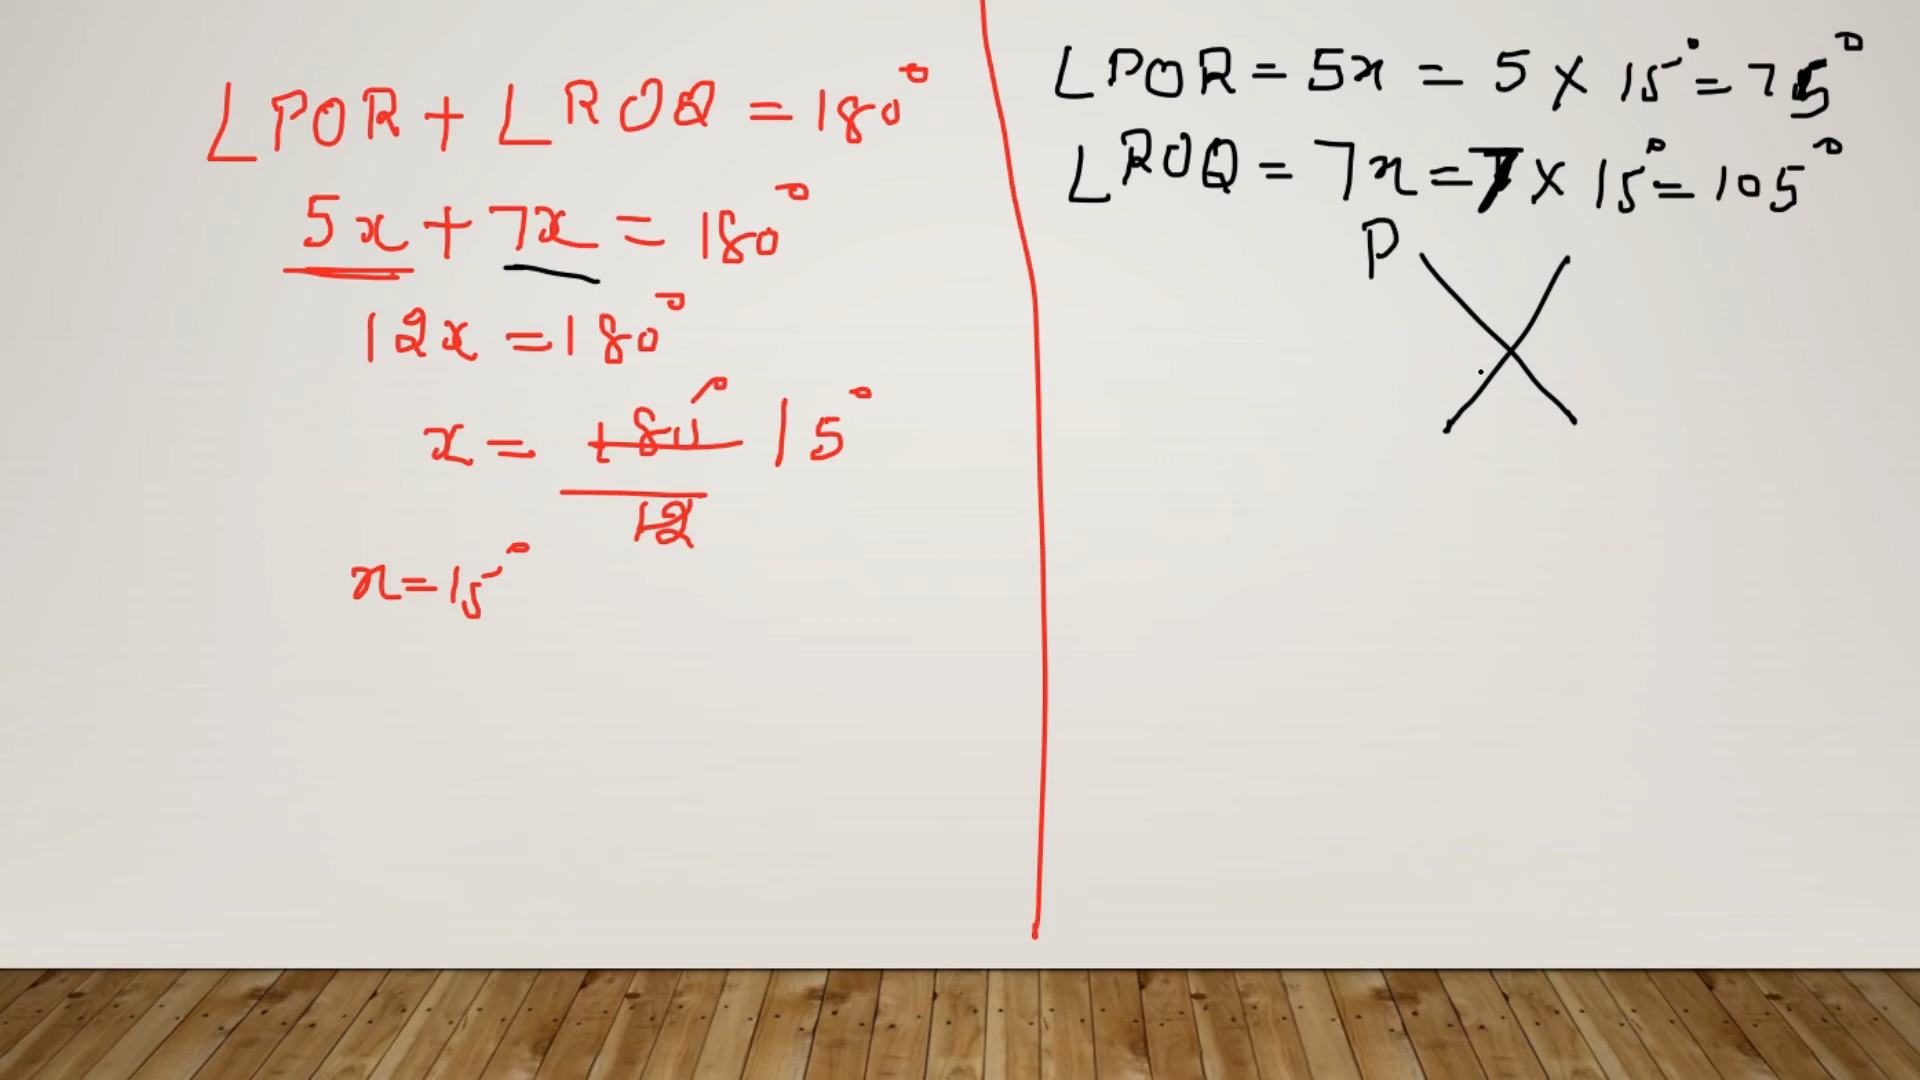 ∠POR + ∠ROQ = 180°
5x + 7x = 180°
12x = 180°
x = 180° 15°
12
x = 15°
∠POR = 5x = 5 × 15° = 75°
∠ROQ = 7x = 7 × 15° = 105°
P